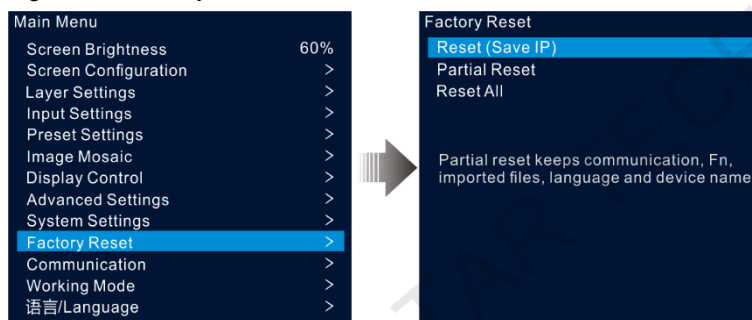 Main Menu
Screen Brightness 60%
Screen Configuration >
Layer Settings >
Input Settings >
Preset Settings >
Image Mosaic >
Display Control >
Advanced Settings >
System Settings >
Factory Reset >
Communication >
Working Mode >
语言/Language >
Factory Reset
Reset (Save IP)
Partial Reset
Reset All
Partial reset keeps communication, Fn,
imported files, language and device name